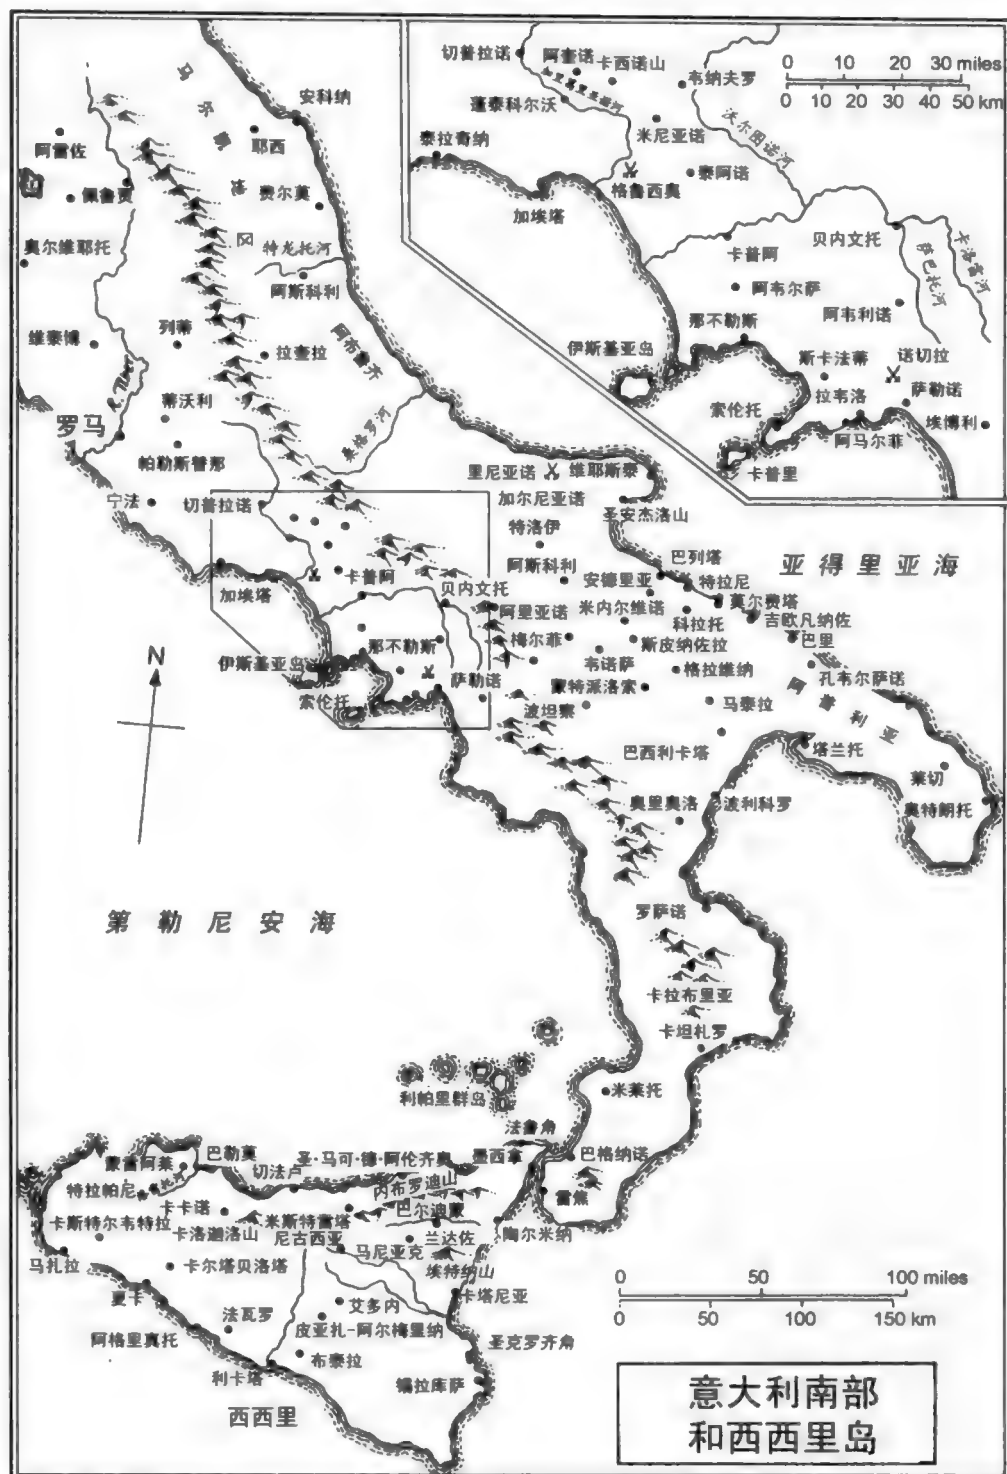 切普拉诺
阿奎诺
卡西诺山
韦纳夫罗
蓬泰科尔沃
沃尔图诺河
泰拉奇纳
米尼亚诺
泰阿诺
格鲁西奥
加埃塔
卡普阿
贝内文托
萨巴托河
卡洛雷河
阿韦尔萨
阿韦利诺
那不勒斯
伊斯基亚岛
斯卡法蒂
诺切拉
萨勒诺
拉韦洛
索伦托
埃博利
阿马尔菲
卡普里
0 10 20 30 miles
0 10 20 30 40 50 km
安科纳
耶西
阿雷佐
佩鲁贾
费尔莫
奥尔维耶托
特龙托河
阿斯科利
维泰博
列蒂
拉奎拉
阿布鲁齐
Tiber
蒂沃利
罗马
帕勒斯替那
宁法
切普拉诺
里尼亚诺
维耶斯泰
加尔尼亚诺
圣安杰洛山
特洛伊
阿斯科利
巴列塔
亚得里亚海
安德里亚
特拉尼
莫尔费塔
卡普阿
贝内文托
加埃塔
阿里亚诺
米内尔维诺
科拉托
吉欧凡纳佐
那不勒斯
梅尔菲
斯皮纳佐拉
巴里
N
伊斯基亚岛
萨勒诺
韦诺萨
格拉维纳
孔韦尔萨诺
索伦托
蒙特派洛索
马泰拉
阿普利亚
波坦察
巴西利卡塔
塔兰托
莱切
奥里奥洛
波利科罗
奥特朗托
第勒尼安海
罗萨诺
卡拉布里亚
卡坦札罗
利帕里群岛
米莱托
法鲁角
蒙雷阿莱
巴勒莫
切法卢
圣·马可·德·阿伦齐奥
墨西拿
巴格纳诺
特拉帕尼
内布罗迪山
雷焦
卡卡诺
米斯特雷塔
巴尔迪蒙
卡斯特尔韦特拉
卡洛迦洛山
尼古西亚
兰达佐
陶尔米纳
马尼亚克
马扎拉
卡尔塔贝洛塔
埃特纳山
卡塔尼亚
夏卡
艾多内
法瓦罗
皮亚扎-阿尔梅里纳
阿格里真托
圣克罗齐角
布泰拉
利卡塔
锡拉库萨
西西里
0 50 100 miles
0 50 100 150 km
意大利南部
和西西里岛